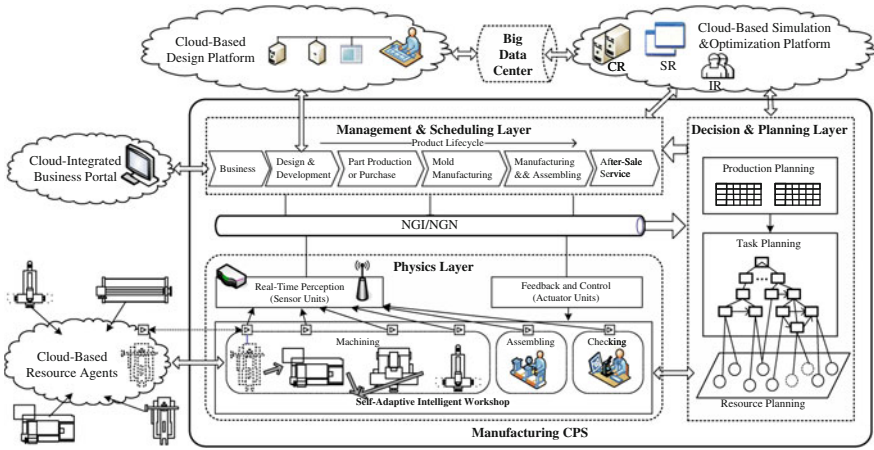 Cloud-Based
Design Platform
Big
Data
Center
Cloud-Based Simulation
&Optimization Platform
CR
SR
IR
Management & Scheduling Layer
Product Lifecycle
Business
Design &
Development
Part Production
or Purchase
Mold
Manufacturing
Manufacturing
&& Assembling
After-Sale
Service
Decision & Planning Layer
Production Planning
Task Planning
Resource Planning
Cloud-Integrated
Business Portal
NGI/NGN
Physics Layer
Real-Time Perception
(Sensor Units)
Feedback and Control
(Actuator Units)
Machining
Assembling
Checking
Self-Adaptive Intelligent Workshop
Cloud-Based
Resource Agents
Manufacturing CPS